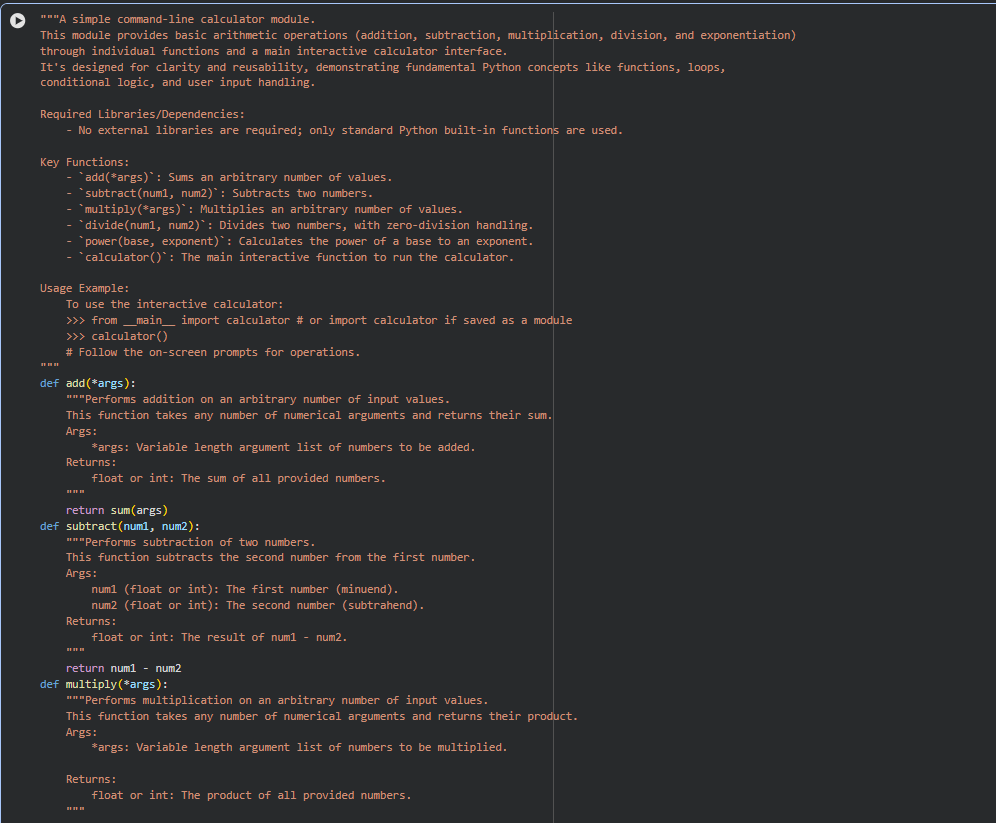 """A simple command-line calculator module.
This module provides basic arithmetic operations (addition, subtraction, multiplication, division, and exponentiation)
through individual functions and a main interactive calculator interface.
It's designed for clarity and reusability, demonstrating fundamental Python concepts like functions, loops,
conditional logic, and user input handling.

Required Libraries/Dependencies:
    - No external libraries are required; only standard Python built-in functions are used.

Key Functions:
    - `add(*args)`: Sums an arbitrary number of values.
    - `subtract(num1, num2)`: Subtracts two numbers.
    - `multiply(*args)`: Multiplies an arbitrary number of values.
    - `divide(num1, num2)`: Divides two numbers, with zero-division handling.
    - `power(base, exponent)`: Calculates the power of a base to an exponent.
    - `calculator()`: The main interactive function to run the calculator.

Usage Example:
    To use the interactive calculator:
    >>> from __main__ import calculator # or import calculator if saved as a module
    >>> calculator()
    # Follow the on-screen prompts for operations.
"""
def add(*args):
    """Performs addition on an arbitrary number of input values.
    This function takes any number of numerical arguments and returns their sum.
    Args:
        *args: Variable length argument list of numbers to be added.
    Returns:
        float or int: The sum of all provided numbers.
    """
    return sum(args)
def subtract(num1, num2):
    """Performs subtraction of two numbers.
    This function subtracts the second number from the first number.
    Args:
        num1 (float or int): The first number (minuend).
        num2 (float or int): The second number (subtrahend).
    Returns:
        float or int: The result of num1 - num2.
    """
    return num1 - num2
def multiply(*args):
    """Performs multiplication on an arbitrary number of input values.
    This function takes any number of numerical arguments and returns their product.
    Args:
        *args: Variable length argument list of numbers to be multiplied.

    Returns:
        float or int: The product of all provided numbers.
    """